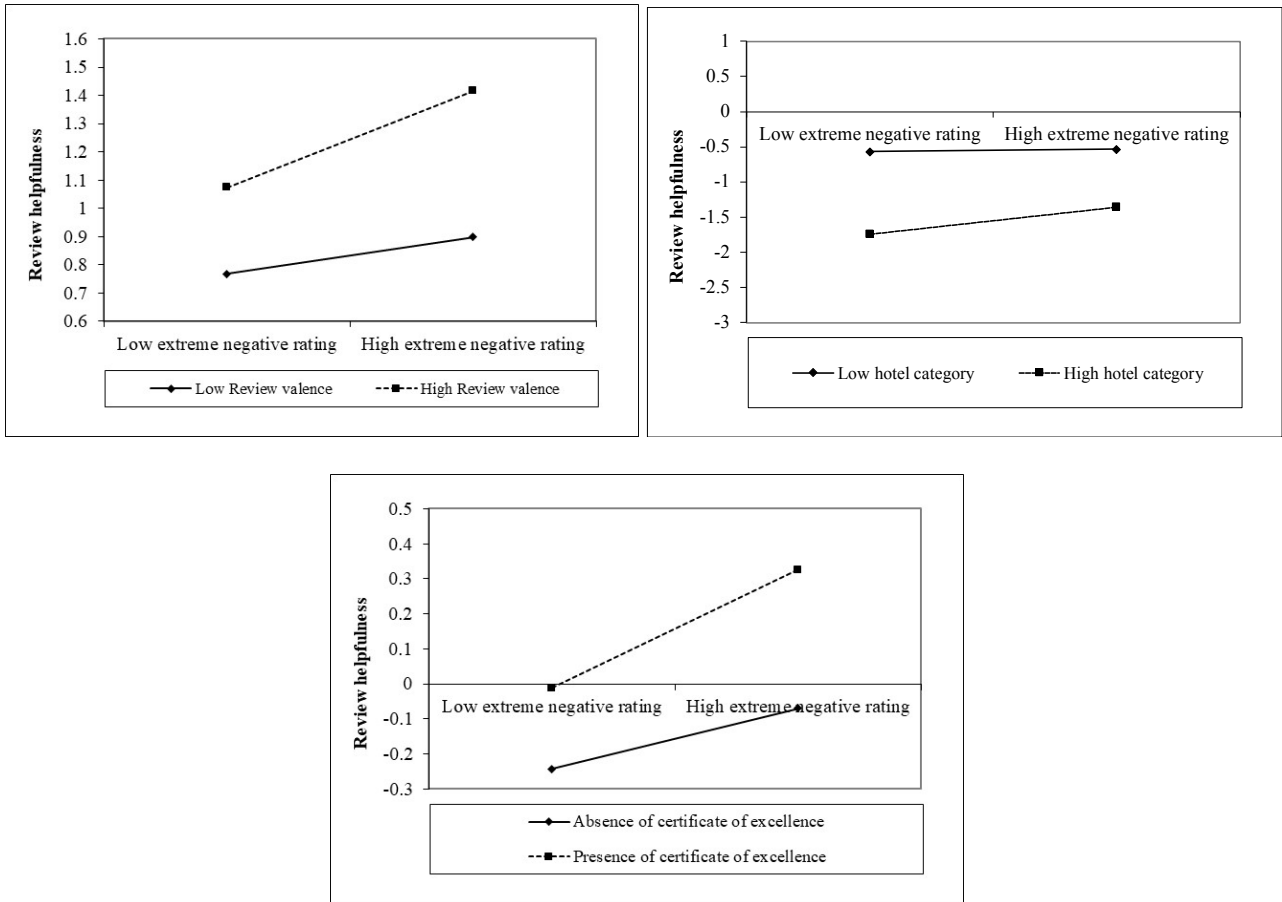 Review helpfulness
1.6
1.5
1.4
1.3
1.2
1.1
1
0.9
0.8
0.7
0.6
Low extreme negative rating High extreme negative rating
Low Review valence High Review valence
Review helpfulness
1
0.5
0
-0.5
-1
-1.5
-2
-2.5
-3
Low extreme negative rating High extreme negative rating
Low hotel category High hotel category
Review helpfulness
0.5
0.4
0.3
0.2
0.1
0
-0.1
-0.2
-0.3
Low extreme negative rating High extreme negative rating
Absence of certificate of excellence
Presence of certificate of excellence